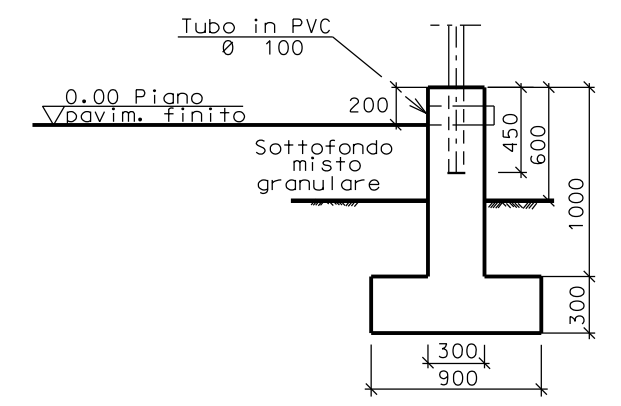 Tubo in PVC
Ø 100
0.00 Piano
pavim. finito
200
450
600
Sottofondo
misto
granulare
1000
300
300
900